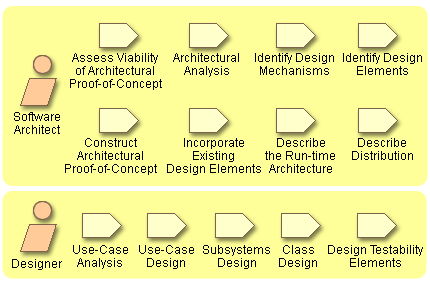 Assess Viability
of Architectural
Proof-of-Concept
Architectural
Analysis
Identify Design
Mechanisms
Identify Design
Elements
Software
Architect
Construct
Architectural
Proof-of-Concept
Incorporate
Existing
Design Elements
Describe
the Run-time
Architecture
Describe
Distribution
Designer
Use-Case
Analysis
Use-Case
Design
Subsystems
Design
Class
Design
Design Testability
Elements